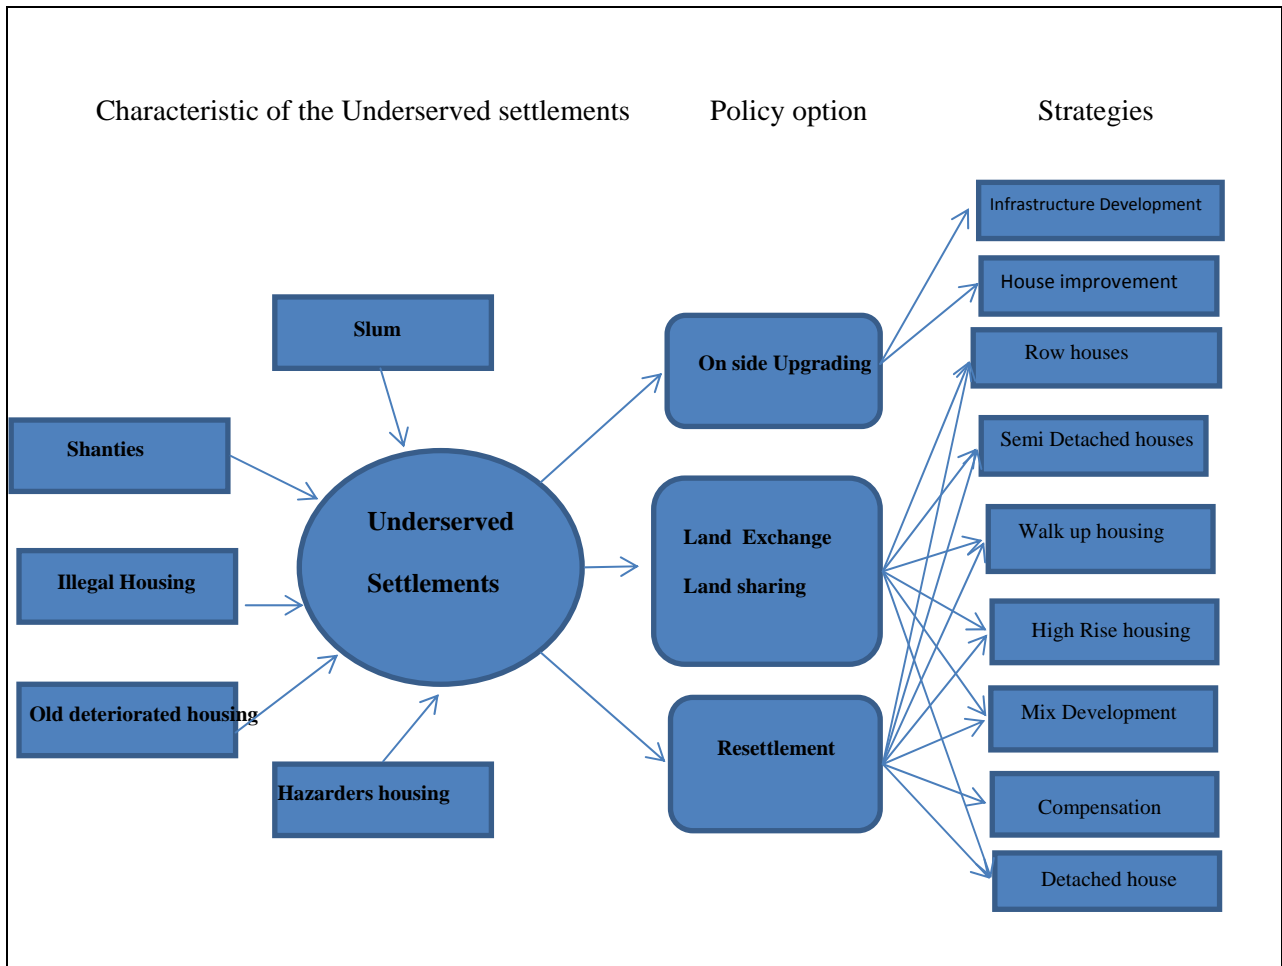 Characteristic of the Underserved settlements
Policy option
Strategies
Slum
Shanties
Illegal Housing
Old deteriorated housing
Hazarders housing
Underserved
Settlements
On side Upgrading
Land Exchange
Land sharing
Resettlement
Infrastructure Development
House improvement
Row houses
Semi Detached houses
Walk up housing
High Rise housing
Mix Development
Compensation
Detached house